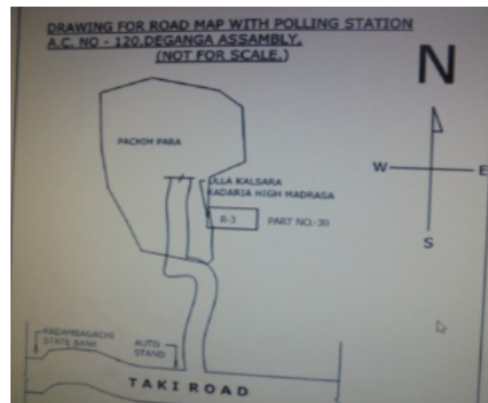 DRAWING FOR ROAD MAP WITH POLLING STATION
A.C. NO - 120,DEGANGA ASSAMBLY.
(NOT FOR SCALE.)
N
PACHIM PARA
W
E
ULLA KALSARA
KADARIA HIGH MADRASA
R-3
PART NO.-30
S
KADAMBAGACHI
STATE BANK
AUTO
STAND
TAKI ROAD